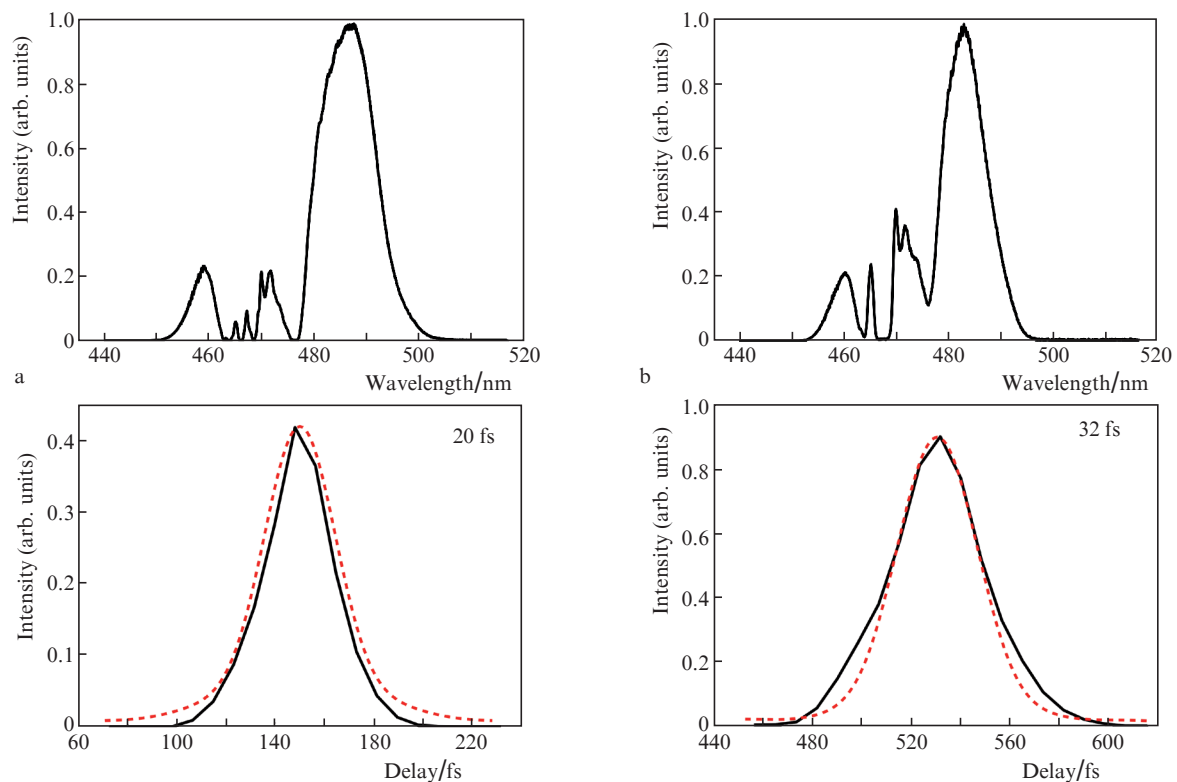 Intensity (arb. units)
1.0
0.8
0.6
0.4
0.2
0
440 460 480 500 520
Wavelength/nm
a
Intensity (arb. units)
1.0
0.8
0.6
0.4
0.2
0
440 460 480 500 520
Wavelength/nm
b
Intensity (arb. units)
0.4
0.3
0.2
0.1
0
20 fs
60 100 140 180 220
Delay/fs
Intensity (arb. units)
1.0
0.8
0.6
0.4
0.2
0
32 fs
440 480 520 560 600
Delay/fs